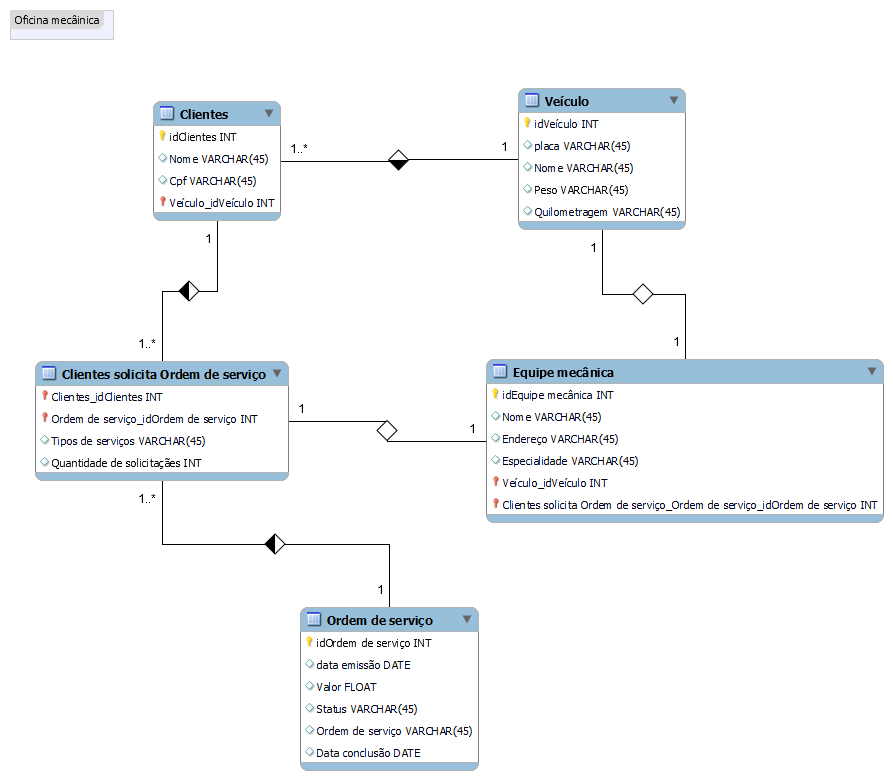 Oficina mecâinica
Clientes
idClientes INT
Nome VARCHAR(45)
Cpf VARCHAR(45)
Veículo_idVeículo INT
1..*
1
Veículo
idVeículo INT
placa VARCHAR(45)
Nome VARCHAR(45)
Peso VARCHAR(45)
Quilometragem VARCHAR(45)
1
1..*
1
1
Clientes solicita Ordem de serviço
Clientes_idClientes INT
Ordem de serviço_idOrdem de serviço INT
Tipos de serviços VARCHAR(45)
Quantidade de solicitações INT
1
1
Equipe mecânica
idEquipe mecânica INT
Nome VARCHAR(45)
Endereço VARCHAR(45)
Especialidade VARCHAR(45)
Veículo_idVeículo INT
Clientes solicita Ordem de serviço_Ordem de serviço_idOrdem de serviço INT
1..*
1
Ordem de serviço
idOrdem de serviço INT
data emissão DATE
Valor FLOAT
Status VARCHAR(45)
Ordem de serviço VARCHAR(45)
Data conclusão DATE